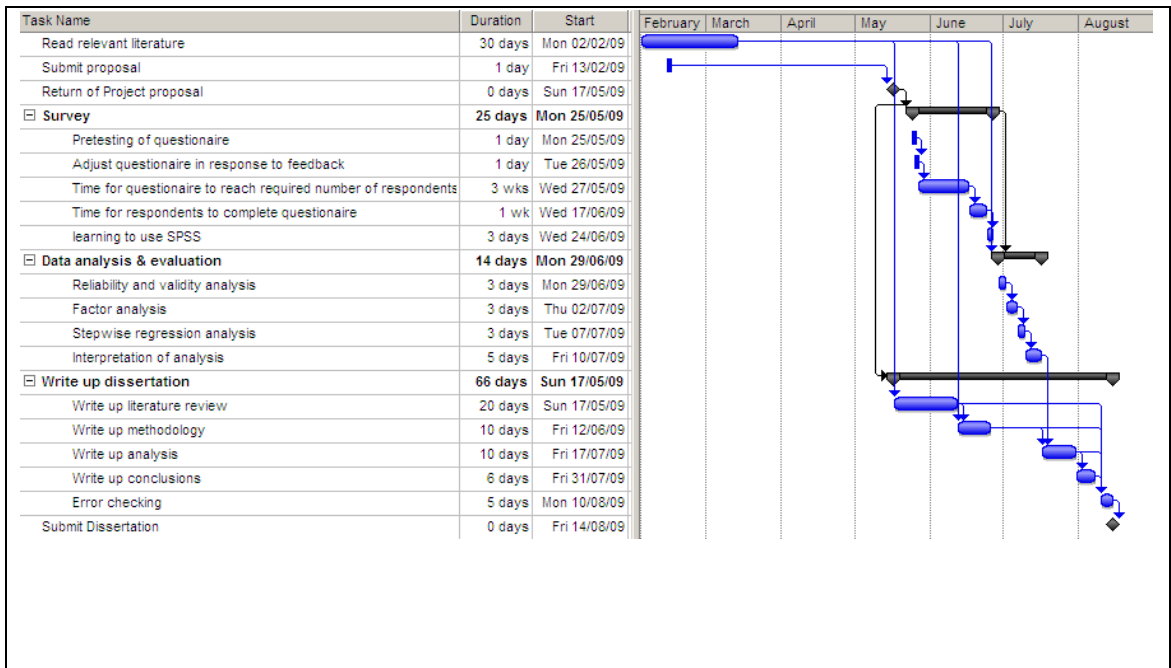 Task Name Duration Start February March April May June July August
Read relevant literature 30 days Mon 02/02/09
Submit proposal 1 day Fri 13/02/09
Return of Project proposal 0 days Sun 17/05/09
Survey 25 days Mon 25/05/09
Pretesting of questionaire 1 day Mon 25/05/09
Adjust questionaire in response to feedback 1 day Tue 26/05/09
Time for questionaire to reach required number of respondents 3 wks Wed 27/05/09
Time for respondents to complete questionaire 1 wk Wed 17/06/09
learning to use SPSS 3 days Wed 24/06/09
Data analysis & evaluation 14 days Mon 29/06/09
Reliability and validity analysis 3 days Mon 29/06/09
Factor analysis 3 days Thu 02/07/09
Stepwise regression analysis 3 days Tue 07/07/09
Interpretation of analysis 5 days Fri 10/07/09
Write up dissertation 66 days Sun 17/05/09
Write up literature review 20 days Sun 17/05/09
Write up methodology 10 days Fri 12/06/09
Write up analysis 10 days Fri 17/07/09
Write up conclusions 6 days Fri 31/07/09
Error checking 5 days Mon 10/08/09
Submit Dissertation 0 days Fri 14/08/09